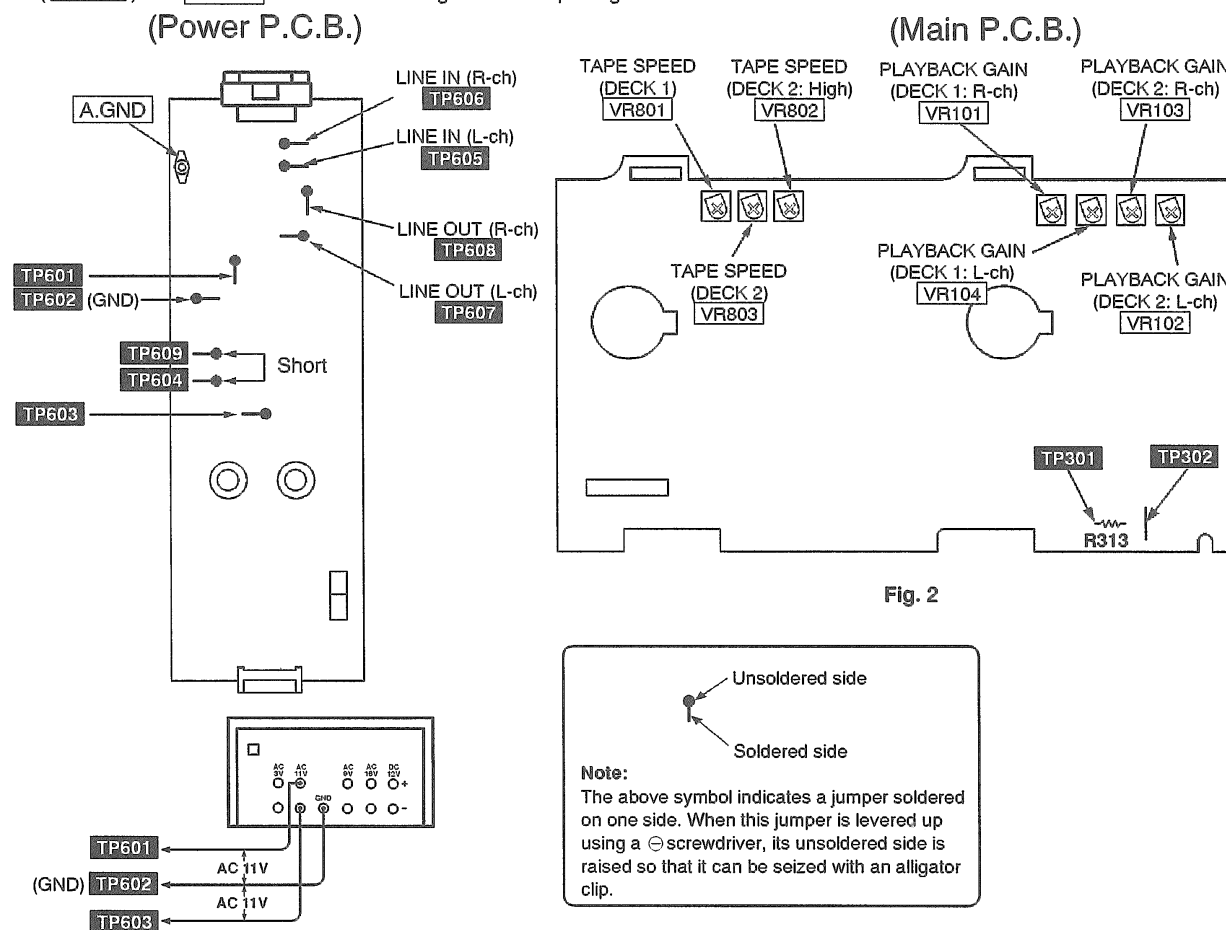 (Power P.C.B.)
(Main P.C.B.)
A.GND
LINE IN (R-ch)
TP606
LINE IN (L-ch)
TP605
LINE OUT (R-ch)
TP608
LINE OUT (L-ch)
TP607
TP601
TP602 (GND)
TP609
TP604
Short
TP603
TAPE SPEED
(DECK 1)
VR801
TAPE SPEED
(DECK 2: High)
VR802
PLAYBACK GAIN
(DECK 1: R-ch)
VR101
PLAYBACK GAIN
(DECK 2: R-ch)
VR103
TAPE SPEED
(DECK 2)
VR803
PLAYBACK GAIN
(DECK 1: L-ch)
VR104
PLAYBACK GAIN
(DECK 2: L-ch)
VR102
TP301
TP302
R313
Fig. 2
AC 3V
AC 11V
AC 9V
AC 18V
DC 12V
+
GND
-
TP601
AC 11V
(GND) TP602
AC 11V
TP603
Unsoldered side
Soldered side
Note:
The above symbol indicates a jumper soldered
on one side. When this jumper is levered up
using a ⊖ screwdriver, its unsoldered side is
raised so that it can be seized with an alligator
clip.